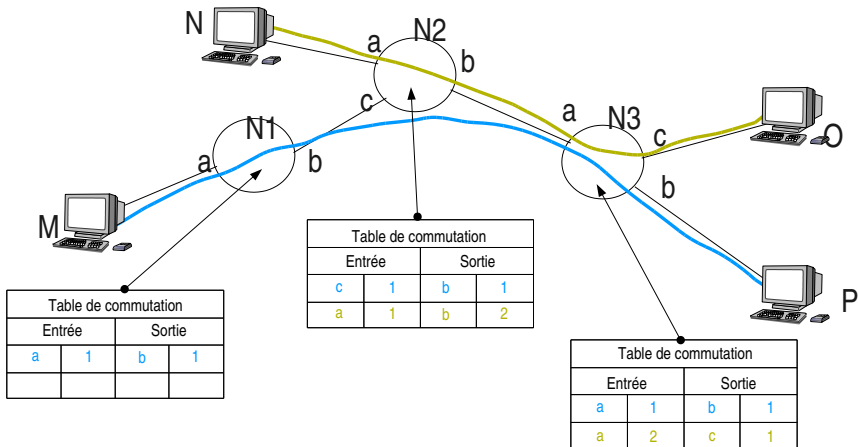 N
a
N2
b
c
N1
a
b
M
a
N3
c
b
O
P
Table de commutation
Entrée Sortie
a 1 b 1
Table de commutation
Entrée Sortie
c 1 b 1
a 1 b 2
Table de commutation
Entrée Sortie
a 1 b 1
a 2 c 1